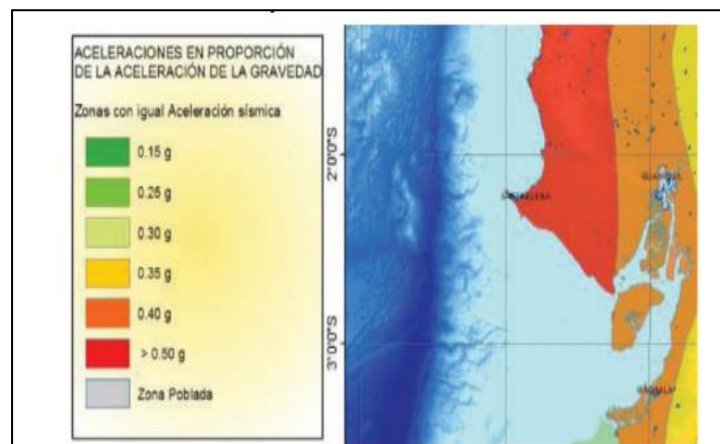 ACELERACIONES EN PROPORCIÓN
DE LA ACELERACIÓN DE LA GRAVEDAD
Zonas con igual Aceleración sísmica
0.15 g
0.25 g
0.30 g
0.35 g
0.40 g
> 0.50 g
Zona Poblada
2°0'0"S
3°0'0"S